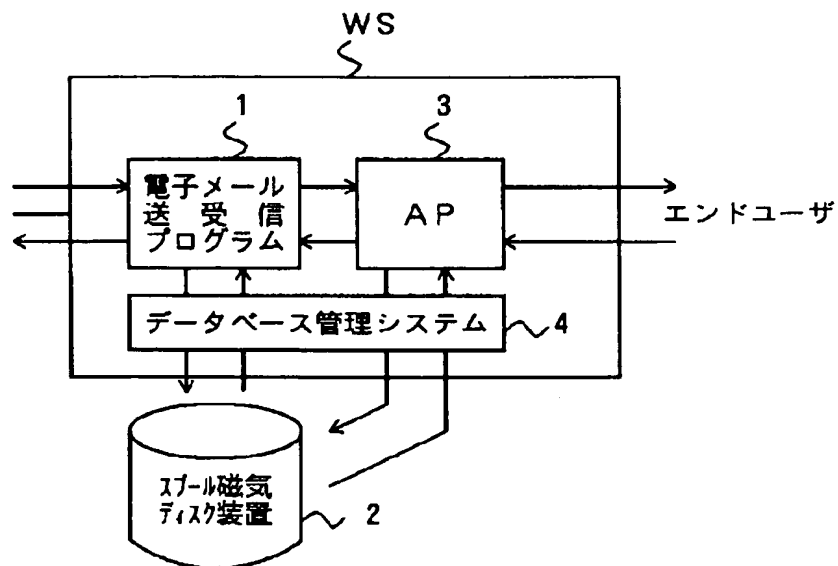 WS
1
3
電子メール
送受信
プログラム
AP
エンドユーザ
データベース管理システム
4
スプール磁気
ディスク装置
2